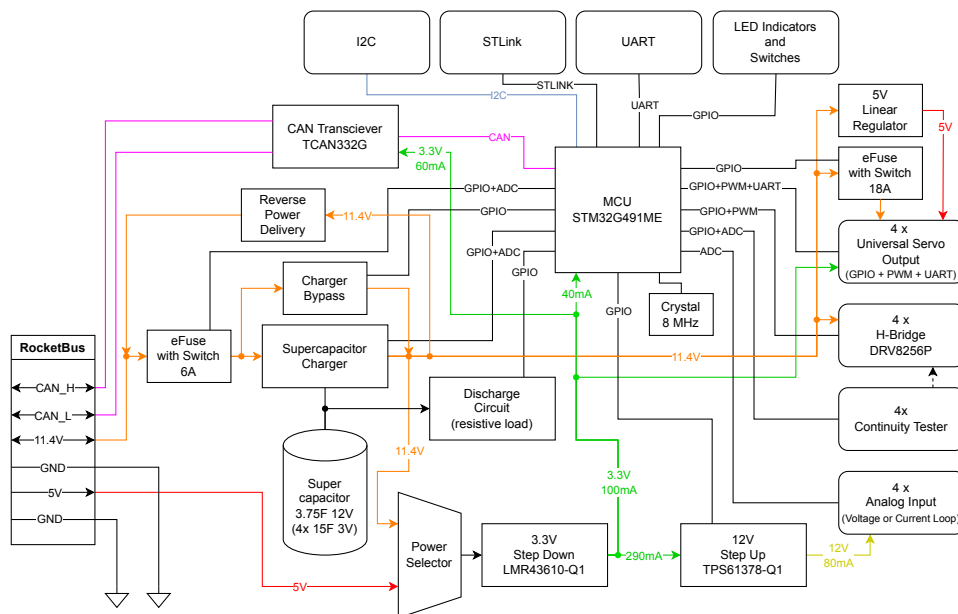 I2C
STLink
UART
LED Indicators and
Switches
I2C
STLINK
UART
GPIO
5V
Linear
Regulator
5V
CAN Transciever
TCAN332G
CAN
3.3V
60mA
MCU
STM32G491ME
GPIO
GPIO+PWM+UART
GPIO+PWM
GPIO+ADC
ADC
eFuse
with Switch
18A
GPIO+ADC
GPIO
GPIO+ADC
GPIO
Reverse
Power
Delivery
11.4V
4 x
Universal Servo
Output
(GPIO + PWM + UART)
Charger
Bypass
40mA
GPIO
Crystal
8 MHz
RocketBus
CAN_H
CAN_L
11.4V
GND
5V
GND
eFuse
with Switch
6A
Supercapacitor
Charger
11.4V
4 x
H-Bridge
DRV8256P
Discharge
Circuit
(resistive load)
4x
Continuity Tester
Super
capacitor
3.75F 12V
(4x 15F 3V)
11.4V
3.3V
100mA
4 x
Analog Input
(Voltage or Current Loop)
Power
Selector
5V
3.3V
Step Down
LMR43610-Q1
290mA
12V
Step Up
TPS61378-Q1
12V
80mA